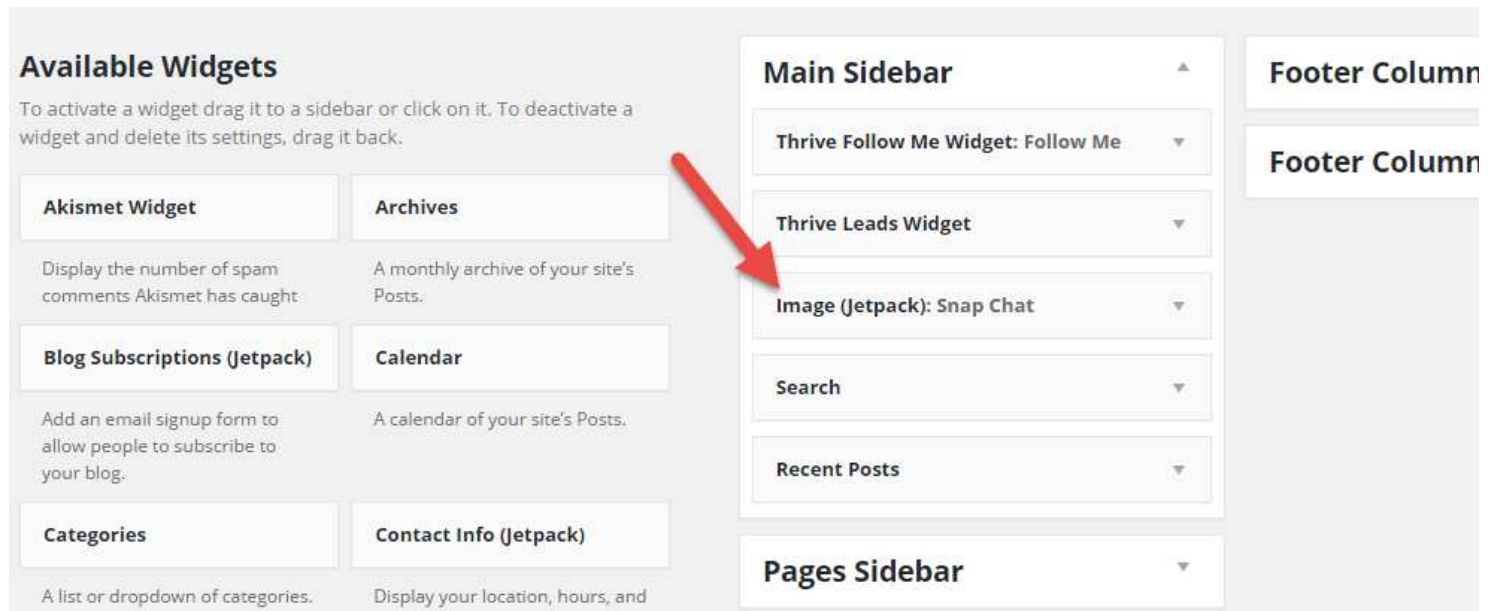 Available Widgets
To activate a widget drag it to a sidebar or click on it. To deactivate a
widget and delete its settings, drag it back.
Akismet Widget
Archives
Display the number of spam
comments Akismet has caught
A monthly archive of your site's
Posts.
Blog Subscriptions (Jetpack)
Calendar
Add an email signup form to
allow people to subscribe to
your blog.
A calendar of your site's Posts.
Categories
Contact Info (Jetpack)
A list or dropdown of categories.
Display your location, hours, and
Main Sidebar
Thrive Follow Me Widget: Follow Me
Thrive Leads Widget
Image (Jetpack): Snap Chat
Search
Recent Posts
Pages Sidebar
Footer Column
Footer Column